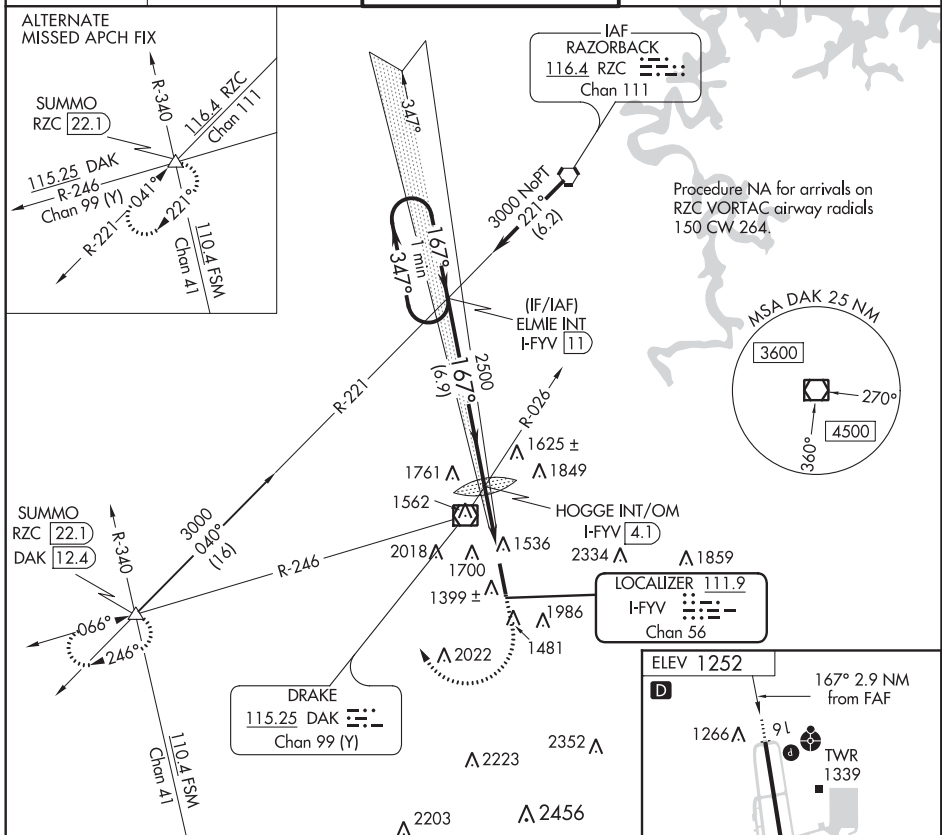 ALTERNATE
MISSED APCH FIX
SUMMO
RZC 22.1
R-340
116.4 RZC
Chan 111
115.25 DAK
R-246
Chan 99 (Y)
041°
221°
R-221
110.4 FSM
Chan 41
347°
IAF
RAZORBACK
116.4 RZC
Chan 111
3000 NoPT
221°
(6.2)
Procedure NA for arrivals on
RZC VORTAC airway radials
150 CW 264.
167°
1 min
347°
(IF/IAF)
ELMIE INT
I-FYV 11
2500
167°
(6.9)
R-221
R-026
MSA DAK 25 NM
3600
270°
4500
360°
1625 ±
1761
1849
1562
HOGGE INT/OM
I-FYV 4.1
SUMMO
RZC 22.1
DAK 12.4
R-340
3000
040°
(16)
R-246
2018
1700
1536
2334
1859
1399 ±
LOCALIZER 111.9
I-FYV
Chan 56
1986
1481
066°
246°
2022
DRAKE
115.25 DAK
Chan 99 (Y)
110.4 FSM
Chan 41
2352
2223
2203
2456
ELEV 1252
D
167° 2.9 NM
from FAF
1266
16
P
TWR
1339